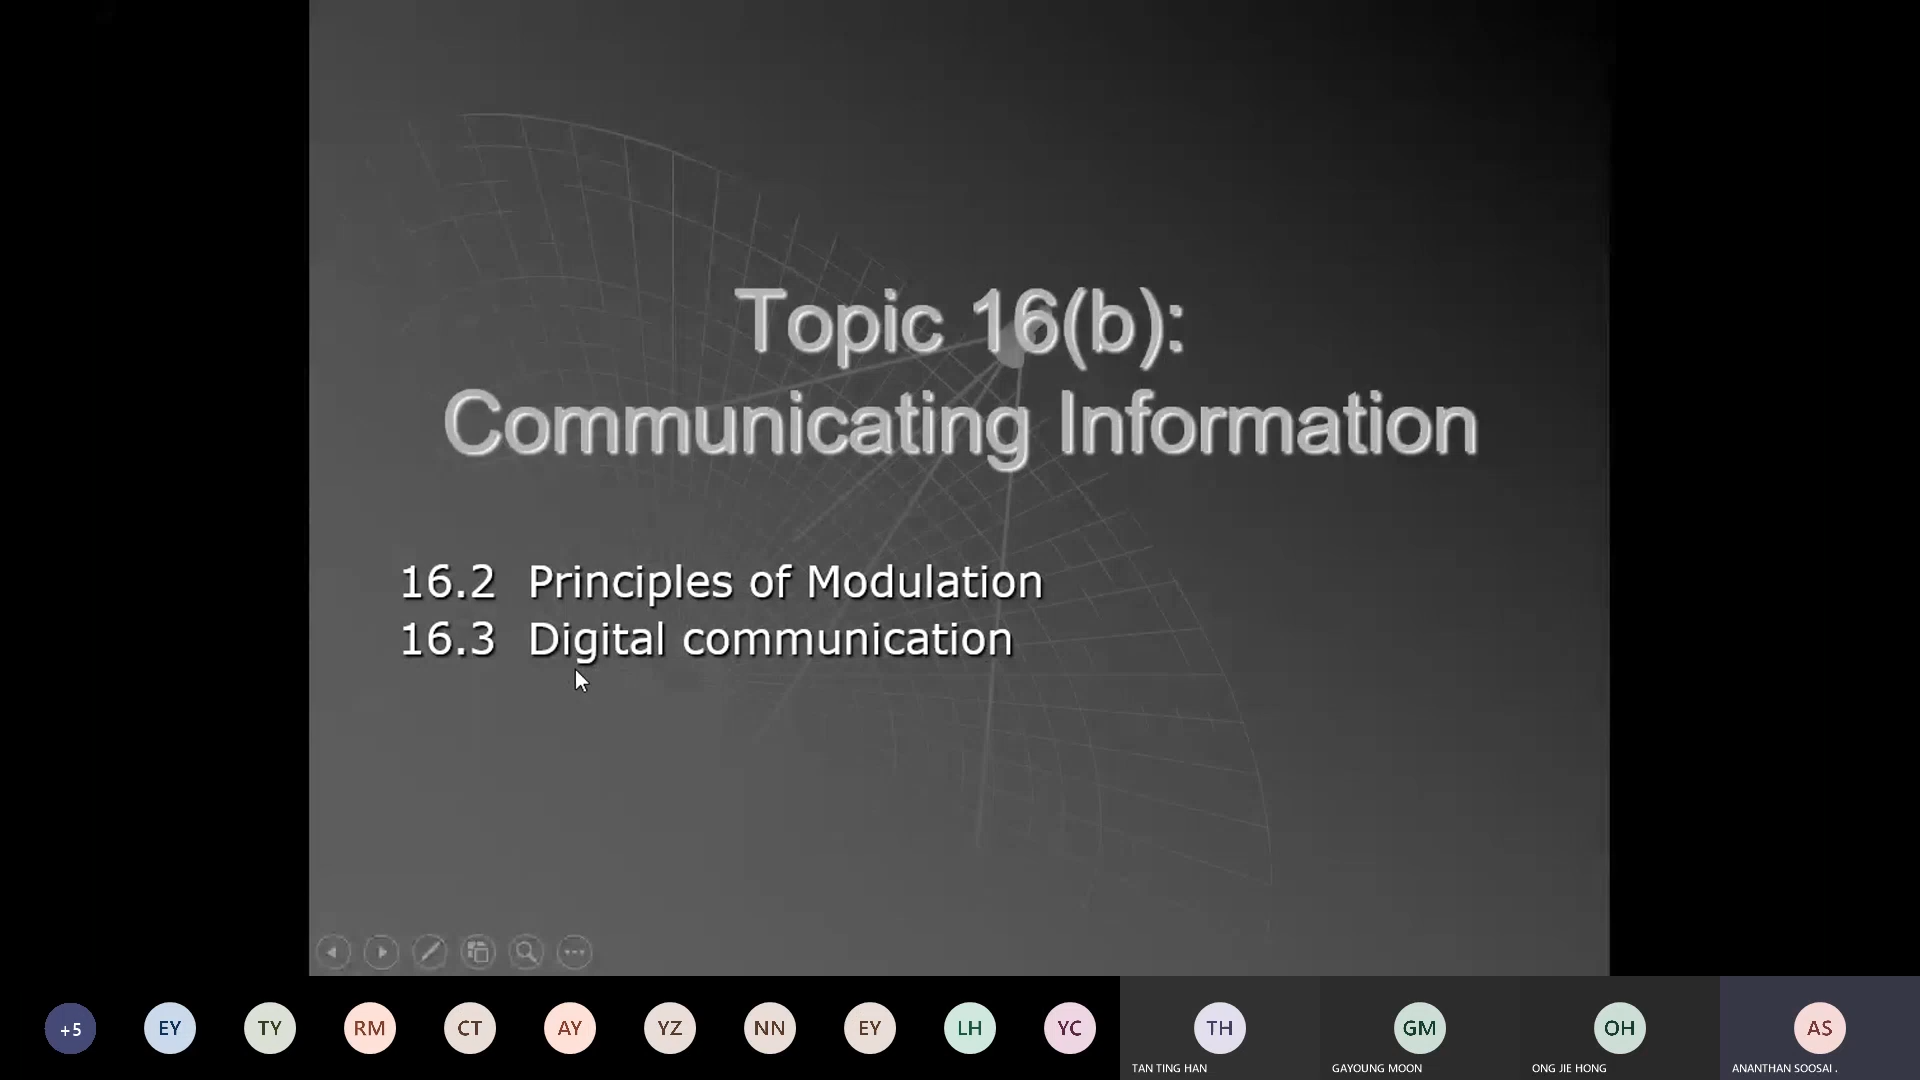 Topic 16(b):
Communicating Information
16.2 Principles of Modulation
16.3 Digital communication
+5
EY
TY
RM
CT
AY
YZ
NN
EY
LH
YC
TH
GM
OH
AS
TAN TING HAN
GAYOUNG MOON
ONG JIE HONG
ANANTHAN SOOSAI .